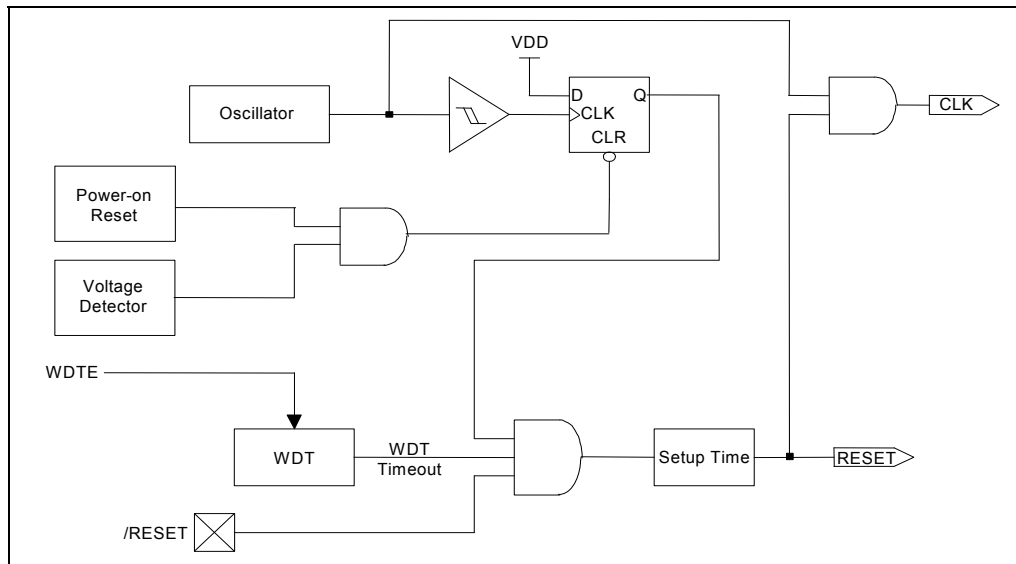 VDD
Oscillator
D
Q
CLK
CLR
CLK
Power-on
Reset
Voltage
Detector
WDTE
WDT
WDT
Timeout
Setup Time
RESET
/RESET